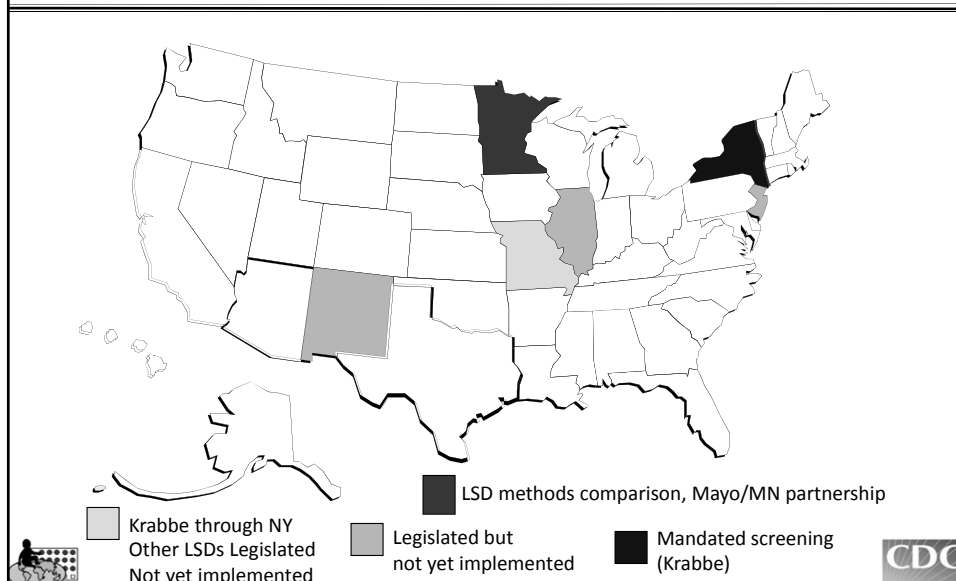 LSD methods comparison, Mayo/MN partnership
Krabbe through NY
Other LSDs Legislated
Not yet implemented
Legislated but
not yet implemented
Mandated screening
(Krabbe)
CDC